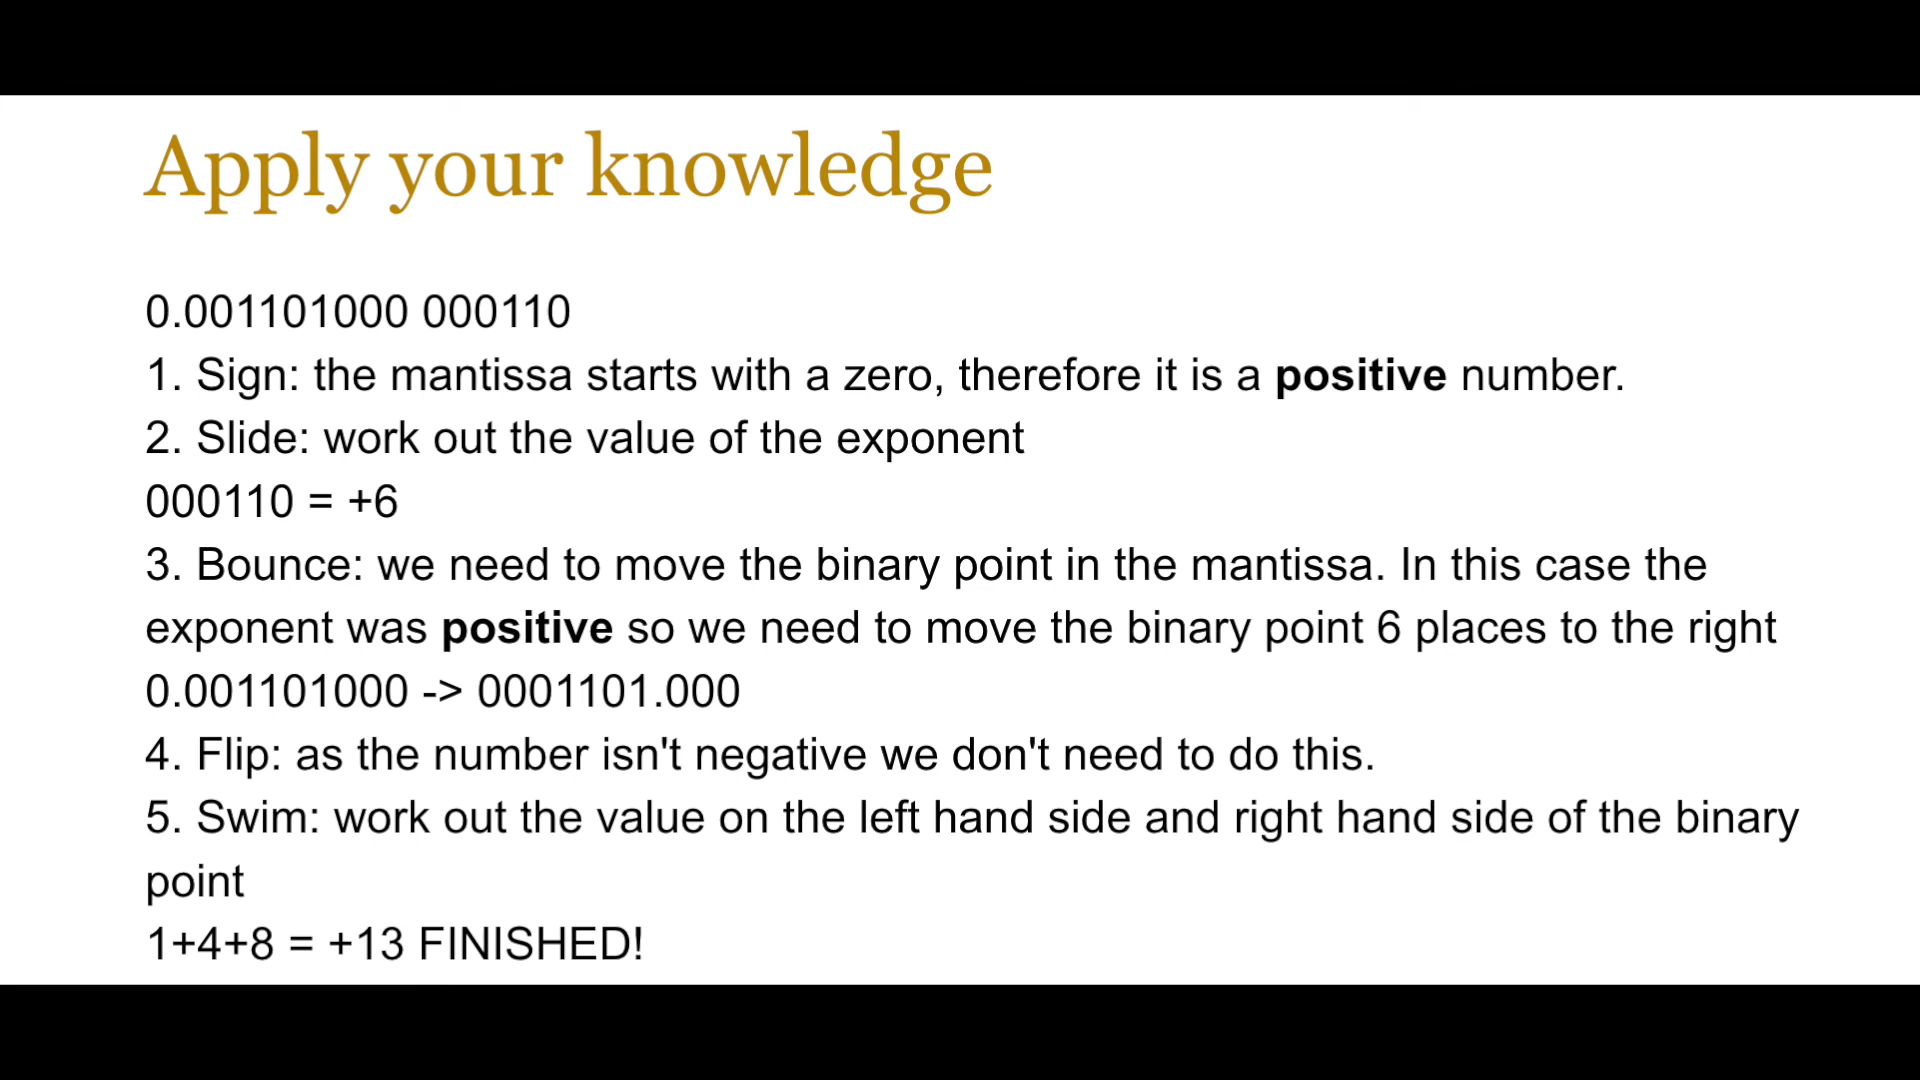 Apply your knowledge
0.001101000 000110
1. Sign: the mantissa starts with a zero, therefore it is a positive number.
2. Slide: work out the value of the exponent
000110 = +6
3. Bounce: we need to move the binary point in the mantissa. In this case the
exponent was positive so we need to move the binary point 6 places to the right
0.001101000 -> 0001101.000
4. Flip: as the number isn't negative we don't need to do this.
5. Swim: work out the value on the left hand side and right hand side of the binary
point
1+4+8 = +13 FINISHED!